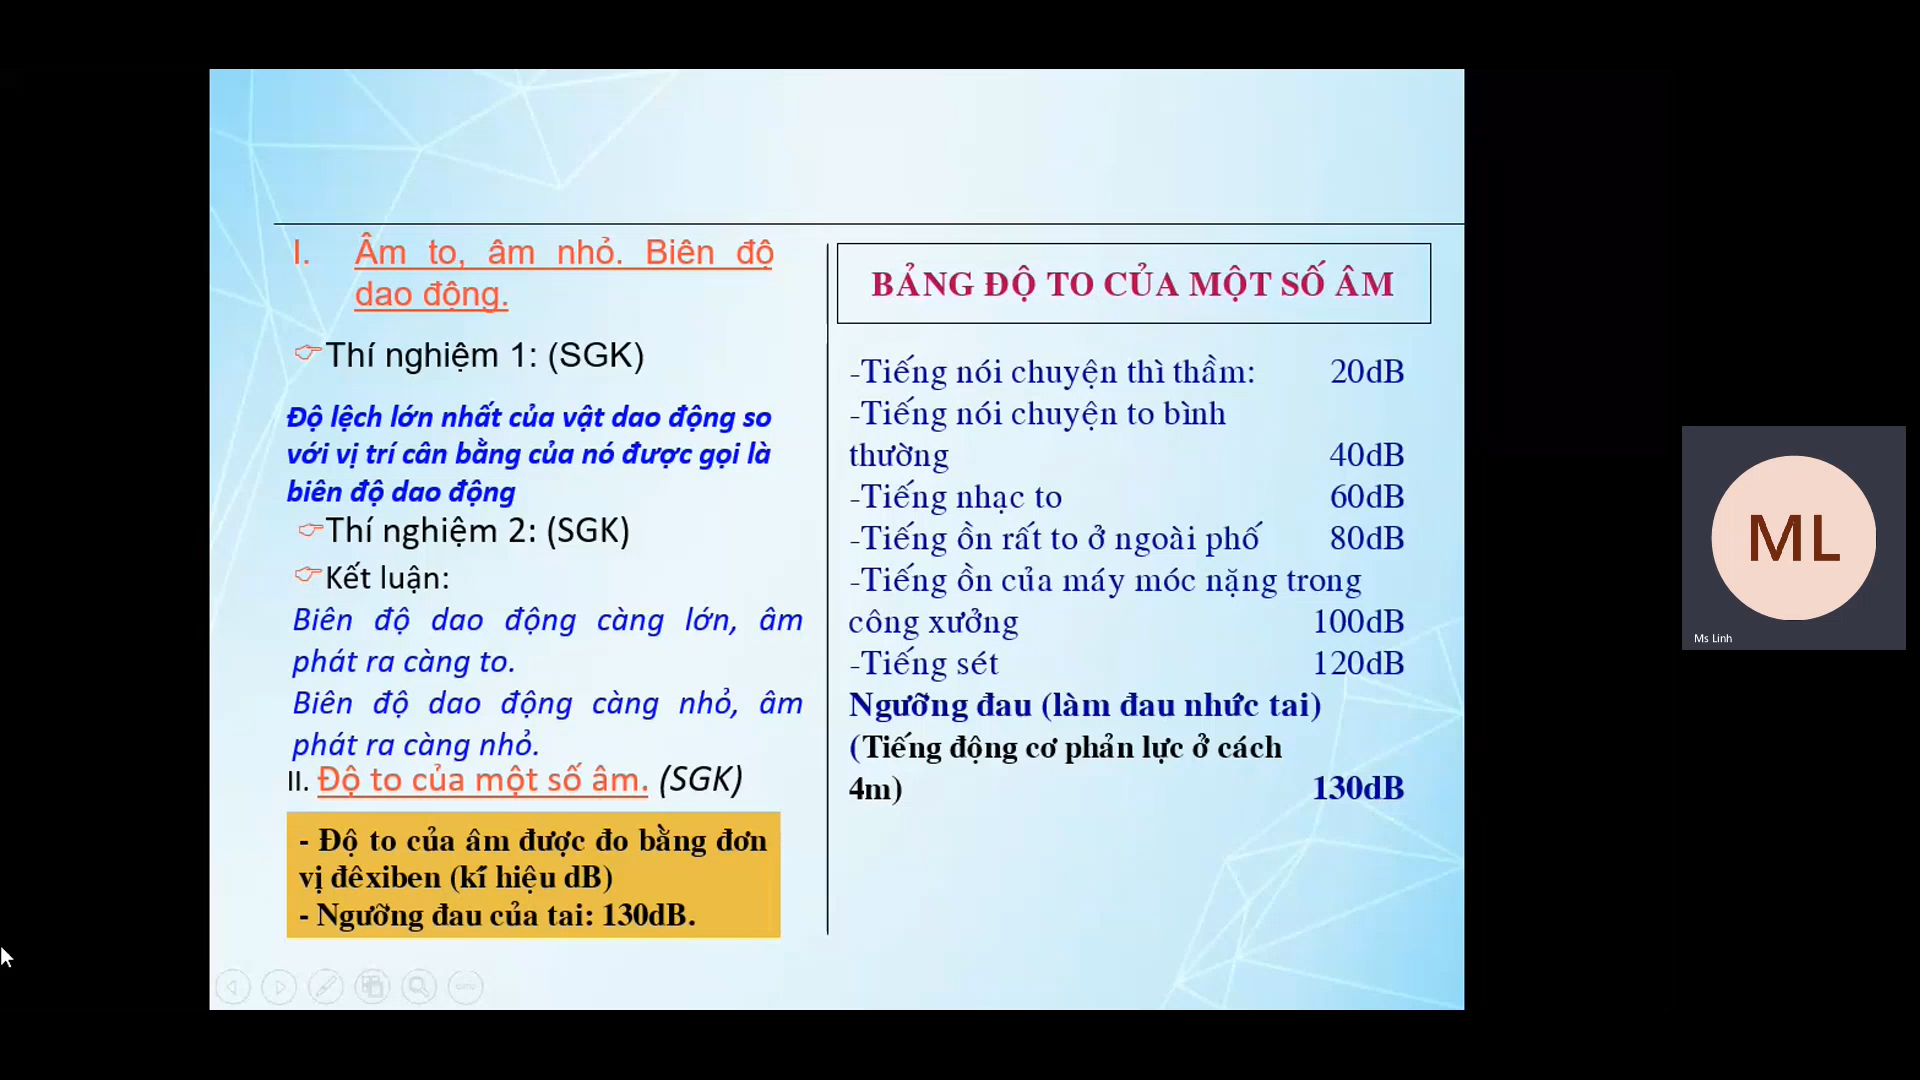 I. Âm to, âm nhỏ. Biên độ
dao động.
Thí nghiệm 1: (SGK)
Độ lệch lớn nhất của vật dao động so
với vị trí cân bằng của nó được gọi là
biên độ dao động
Thí nghiệm 2: (SGK)
Kết luận:
Biên độ dao động càng lớn, âm
phát ra càng to.
Biên độ dao động càng nhỏ, âm
phát ra càng nhỏ.
II. Độ to của một số âm. (SGK)
- Độ to của âm được đo bằng đơn
vị đêxiben (kí hiệu dB)
- Ngưỡng đau của tai: 130dB.
BẢNG ĐỘ TO CỦA MỘT SỐ ÂM
-Tiếng nói chuyện thì thầm: 20dB
-Tiếng nói chuyện to bình
thường 40dB
-Tiếng nhạc to 60dB
-Tiếng ồn rất to ở ngoài phố 80dB
-Tiếng ồn của máy móc nặng trong
công xưởng 100dB
-Tiếng sét 120dB
Ngưỡng đau (làm đau nhức tai)
(Tiếng động cơ phản lực ở cách
4m) 130dB
ML
Ms Linh